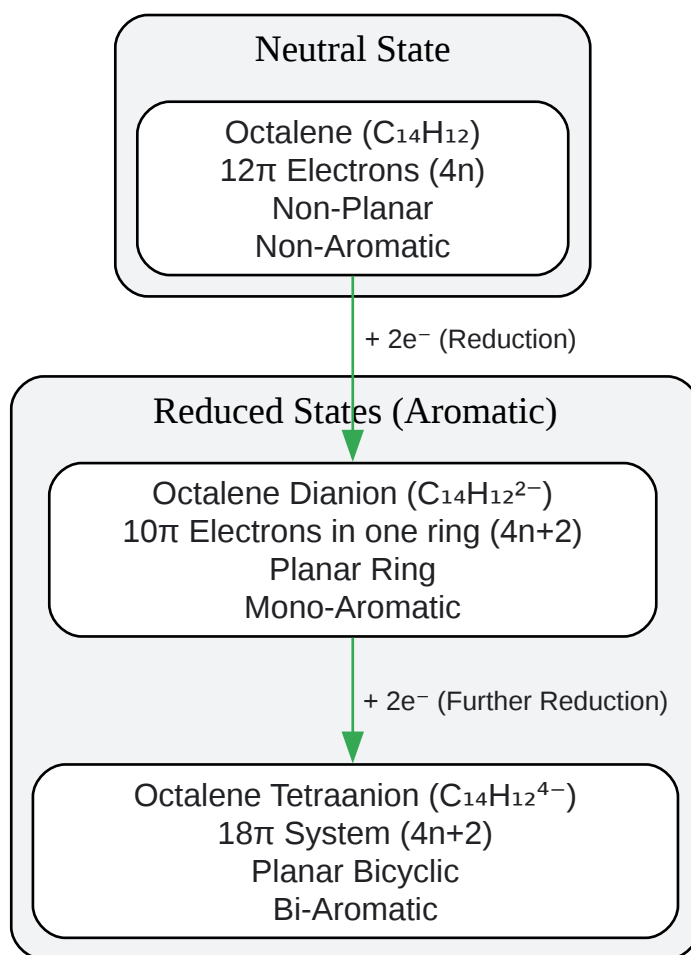 Neutral State
Octalene (C₁₄H₁₂)
12π Electrons (4n)
Non-Planar
Non-Aromatic
+ 2e⁻ (Reduction)
Reduced States (Aromatic)
Octalene Dianion (C₁₄H₁₂²⁻)
10π Electrons in one ring (4n+2)
Planar Ring
Mono-Aromatic
+ 2e⁻ (Further Reduction)
Octalene Tetraanion (C₁₄H₁₂⁴⁻)
18π System (4n+2)
Planar Bicyclic
Bi-Aromatic